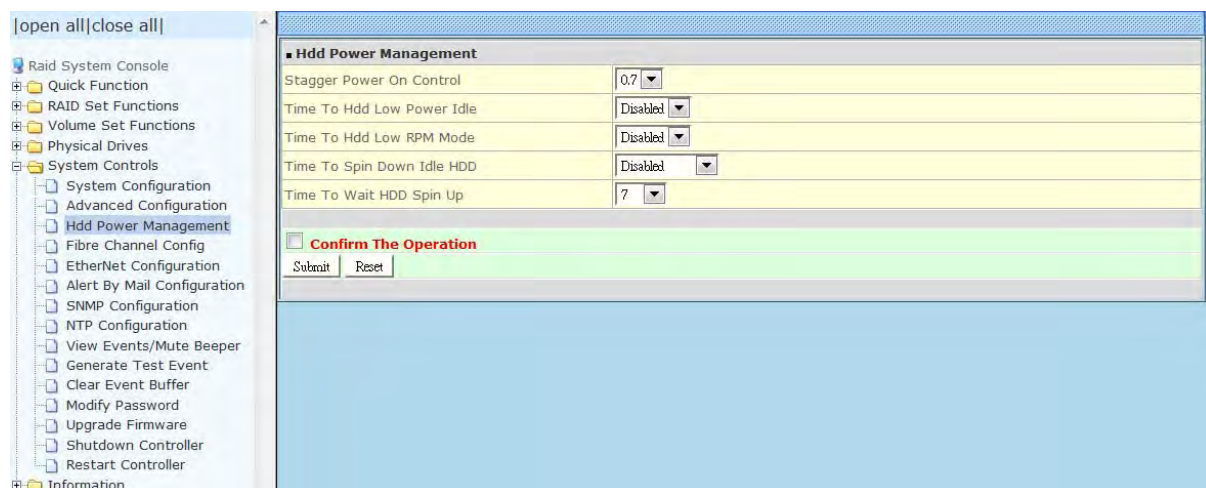 |open all|close all|
Raid System Console
Quick Function
RAID Set Functions
Volume Set Functions
Physical Drives
System Controls
System Configuration
Advanced Configuration
Hdd Power Management
Fibre Channel Config
EtherNet Configuration
Alert By Mail Configuration
SNMP Configuration
NTP Configuration
View Events/Mute Beeper
Generate Test Event
Clear Event Buffer
Modify Password
Upgrade Firmware
Shutdown Controller
Restart Controller
Information
Hdd Power Management
Stagger Power On Control 0.7
Time To Hdd Low Power Idle Disabled
Time To Hdd Low RPM Mode Disabled
Time To Spin Down Idle HDD Disabled
Time To Wait HDD Spin Up 7
Confirm The Operation
Submit Reset